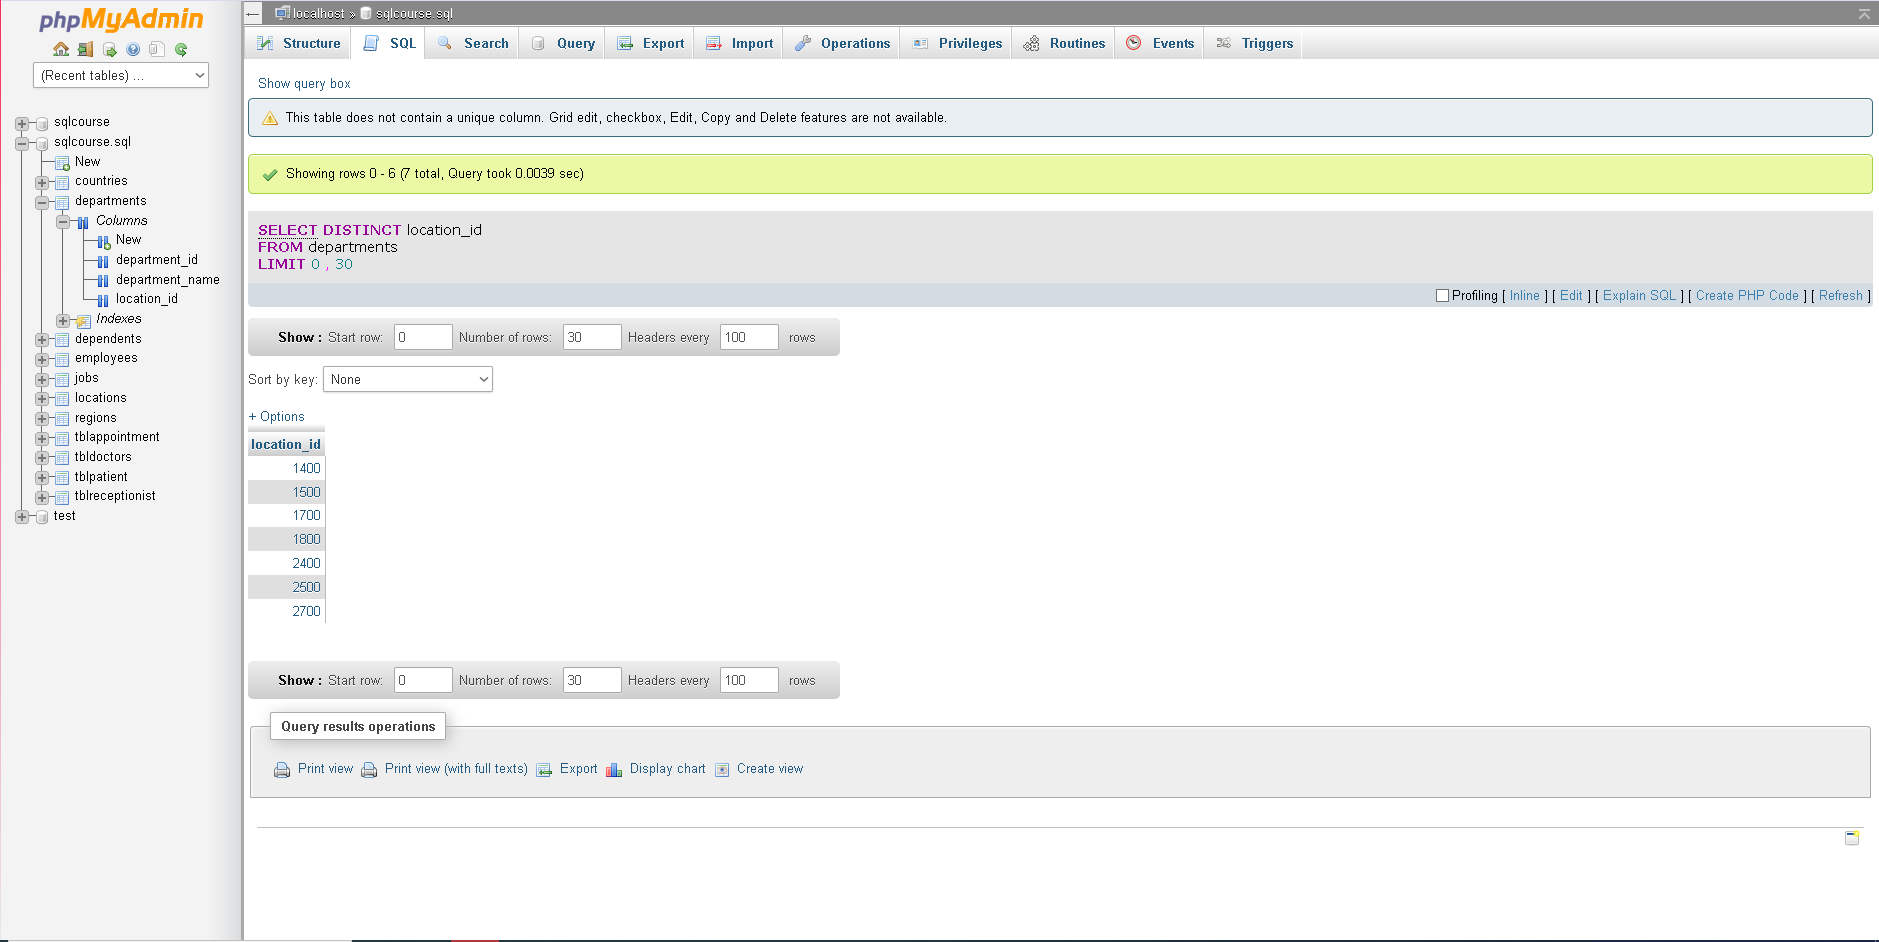 phpMyAdmin
(Recent tables) ...
sqlcourse
sqlcourse.sql
New
countries
departments
Columns
New
department_id
department_name
location_id
Indexes
dependents
employees
jobs
locations
regions
tblappointment
tbldoctors
tblpatient
tblreceptionist
test
localhost » sqlcourse.sql
Structure SQL Search Query Export Import Operations Privileges Routines Events Triggers
Show query box
This table does not contain a unique column. Grid edit, checkbox, Edit, Copy and Delete features are not available.
Showing rows 0 - 6 (7 total, Query took 0.0039 sec)
SELECT DISTINCT location_id
FROM departments
LIMIT 0 , 30
Profiling [ Inline ] [ Edit ] [ Explain SQL ] [ Create PHP Code ] [ Refresh ]
Show : Start row: 0 Number of rows: 30 Headers every 100 rows
Sort by key: None
+ Options
location_id
1400
1500
1700
1800
2400
2500
2700
Show : Start row: 0 Number of rows: 30 Headers every 100 rows
Query results operations
Print view Print view (with full texts) Export Display chart Create view